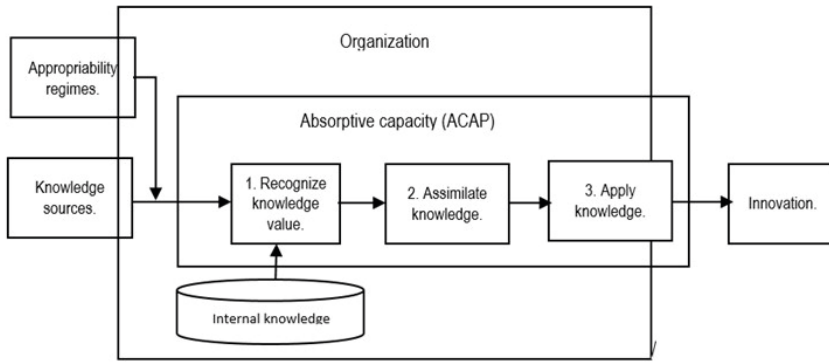 Organization
Appropriability
regimes.
Absorptive capacity (ACAP)
Knowledge
sources.
1. Recognize
knowledge
value.
2. Assimilate
knowledge.
3. Apply
knowledge.
Innovation.
Internal knowledge